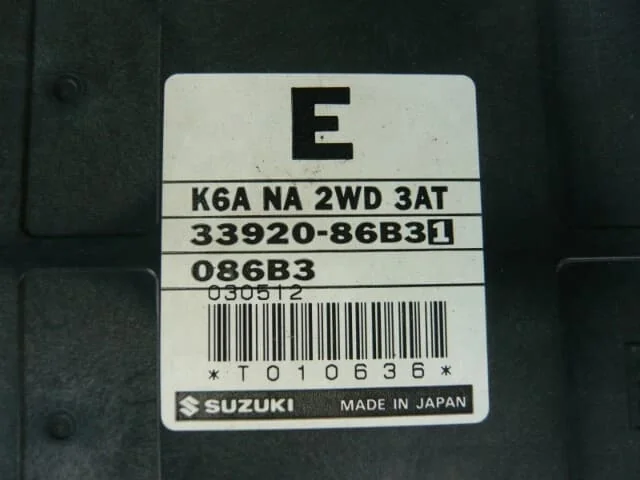 E
K6A NA 2WD 3AT
33920-86B31
086B3
030512
*T010636*
SUZUKI MADE IN JAPAN